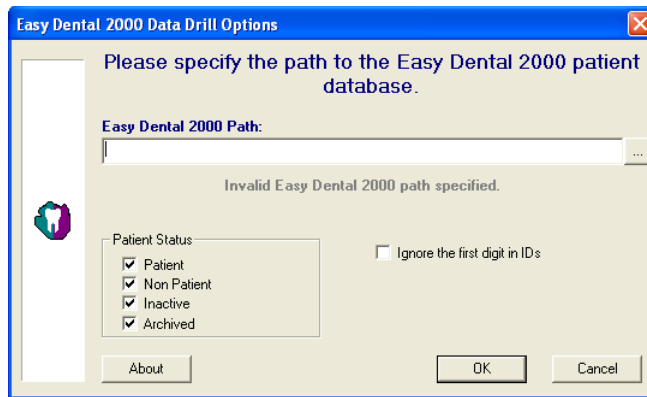 Easy Dental 2000 Data Drill Options
Please specify the path to the Easy Dental 2000 patient
database.
Easy Dental 2000 Path:
...
Invalid Easy Dental 2000 path specified.
Patient Status
Patient
Non Patient
Inactive
Archived
Ignore the first digit in IDs
About
OK
Cancel